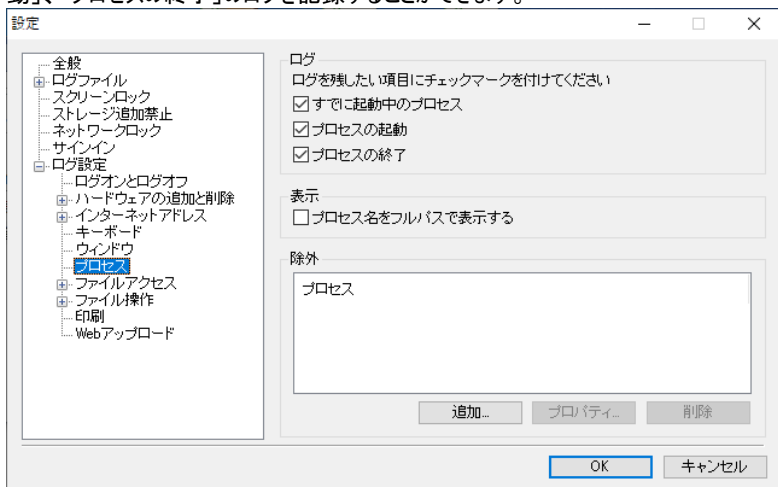 動」、「プロセスの終了」のログを記録することができます。
設定
全般
ログファイル
スクリーンロック
ストレージ追加禁止
ネットワークロック
サインイン
ログ設定
ログオンとログオフ
ハードウェアの追加と削除
インターネットアドレス
キーボード
ウィンドウ
プロセス
ファイルアクセス
ファイル操作
印刷
Webアップロード
ログ
ログを残したい項目にチェックマークを付けてください
すでに起動中のプロセス
プロセスの起動
プロセスの終了
表示
プロセス名をフルパスで表示する
除外
プロセス
追加...
プロパティ...
削除
OK
キャンセル